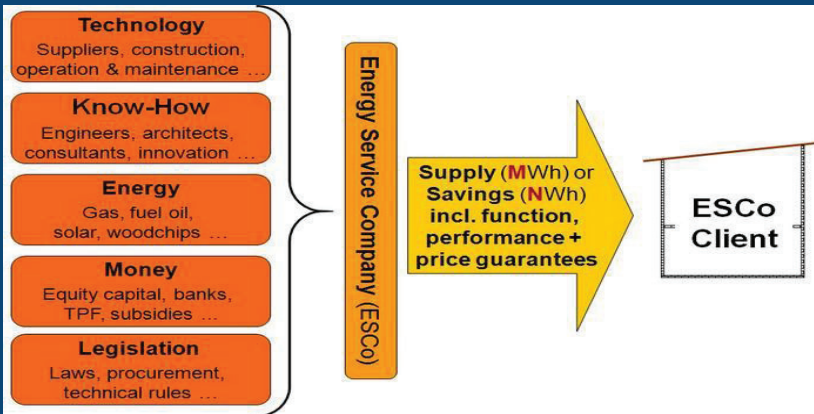 Technology
Suppliers, construction,
operation & maintenance ...
Know-How
Engineers, architects,
consultants, innovation ...
Energy
Gas, fuel oil,
solar, woodchips ...
Money
Equity capital, banks,
TPF, subsidies ...
Legislation
Laws, procurement,
technical rules ...
Energy Service Company (ESCo)
Supply (MWh) or
Savings (NWh)
incl. function,
performance +
price guarantees
ESCo
Client